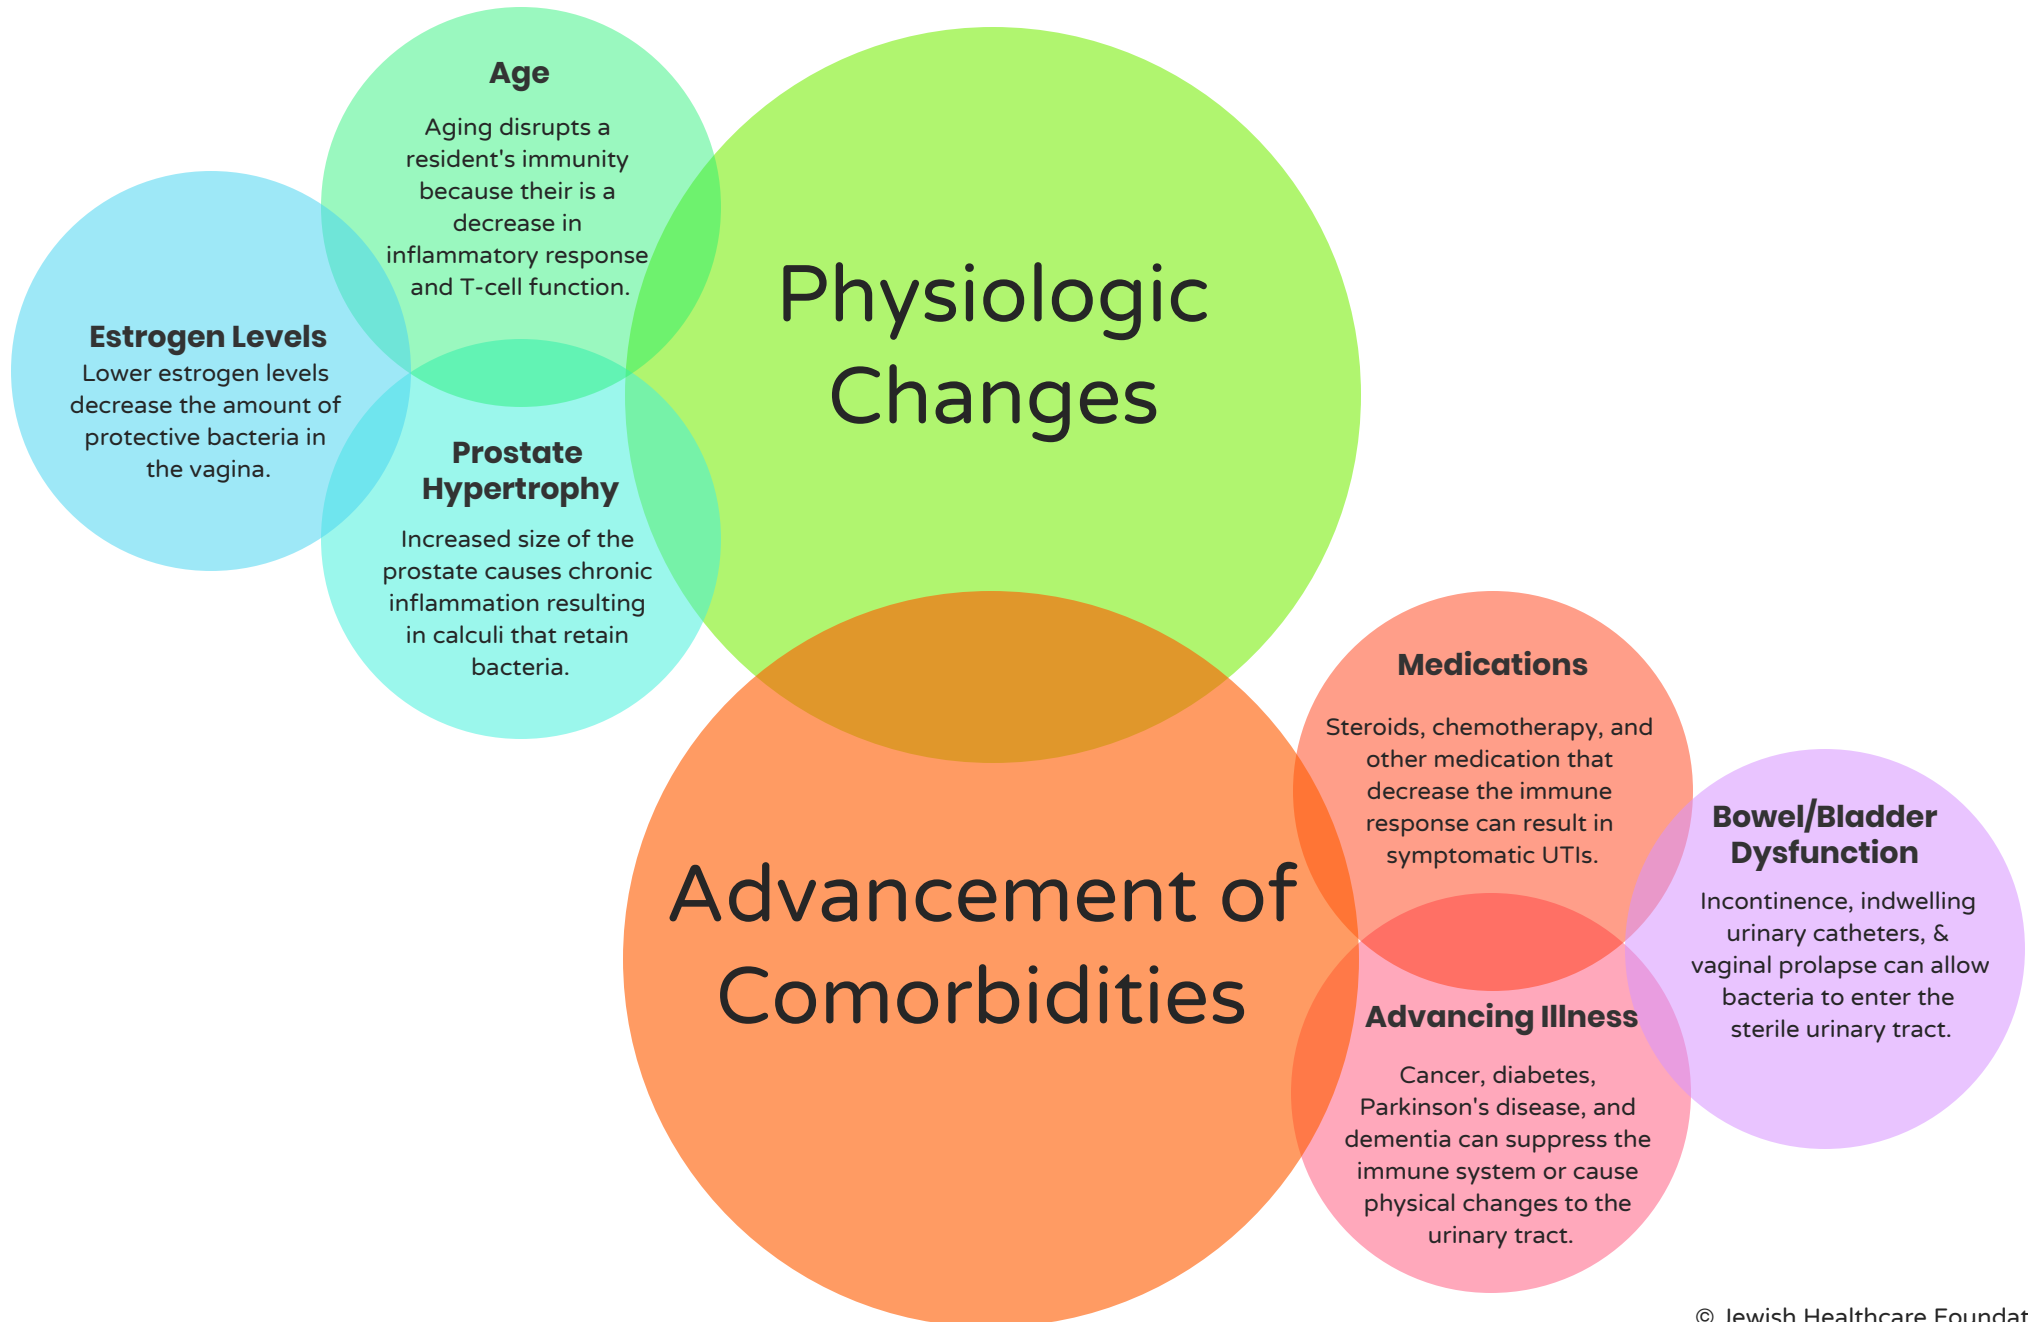 Age
Aging disrupts a
resident's immunity
because their is a
decrease in
inflammatory response
and T-cell function.
Estrogen Levels
Lower estrogen levels
decrease the amount of
protective bacteria in
the vagina.
Prostate
Hypertrophy
Increased size of the
prostate causes chronic
inflammation resulting
in calculi that retain
bacteria.
Physiologic
Changes
Advancement of
Comorbidities
Medications
Steroids, chemotherapy, and
other medication that
decrease the immune
response can result in
symptomatic UTIs.
Advancing Illness
Cancer, diabetes,
Parkinson's disease, and
dementia can suppress the
immune system or cause
physical changes to the
urinary tract.
Bowel/Bladder
Dysfunction
Incontinence, indwelling
urinary catheters, &
vaginal prolapse can allow
bacteria to enter the
sterile urinary tract.
© Jewish Healthcare Foundat